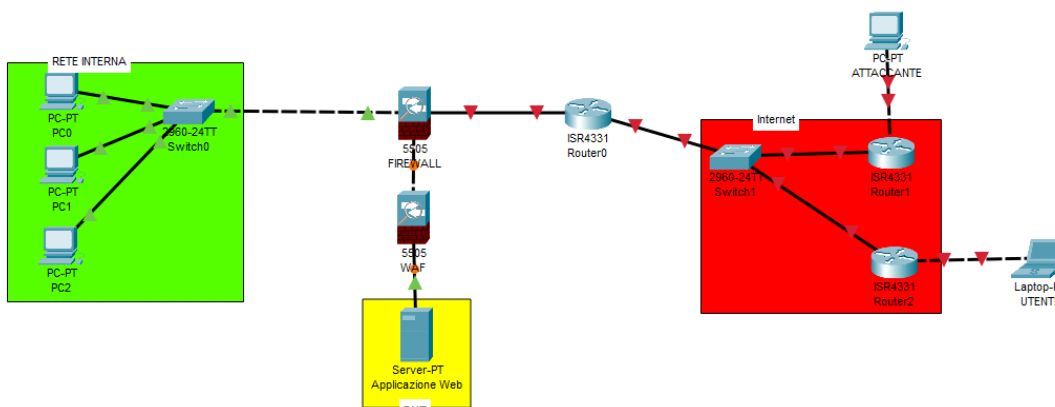 RETE INTERNA
PC-PT
PC0
2960-24TT
Switch0
PC-PT
PC1
PC-PT
PC2
5505
FIREWALL
5505
WAF
Server-PT
Applicazione Web
ISR4331
Router0
Internet
2960-24TT
Switch1
PC-PT
ATTACCANTE
ISR4331
Router1
ISR4331
Router2
UTENT